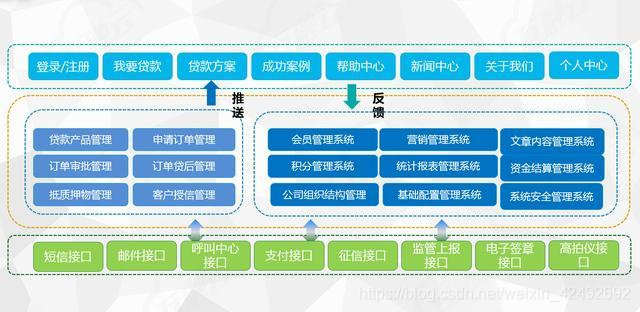 登录/注册 我要贷款 贷款方案 成功案例 帮助中心 新闻中心 关于我们 个人中心
推送 反馈
贷款产品管理 申请订单管理 会员管理系统 营销管理系统 文章内容管理系统
订单审批管理 订单贷后管理 积分管理系统 统计报表管理系统 资金结算管理系统
抵质押物管理 客户授信管理 公司组织结构管理 基础配置管理系统 系统安全管理系统
短信接口 邮件接口 呼叫中心接口 支付接口 征信接口 监管上报接口 电子签章接口 高拍仪接口
https://blog.csdn.net/weixin_42492692